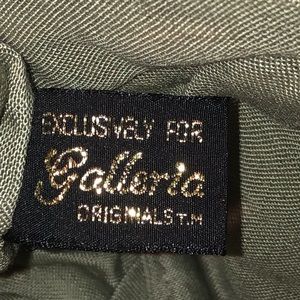 EXCLUSIVELY FOR
Galleria
ORIGINALS T.M